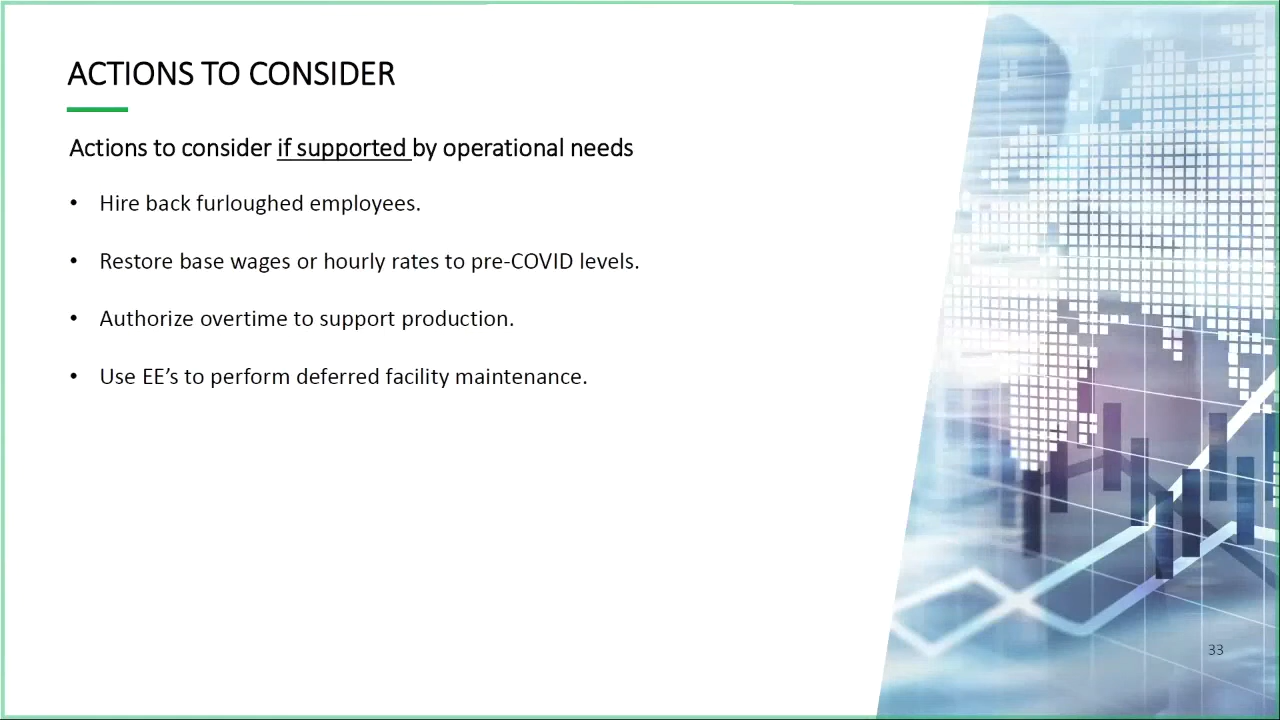 ACTIONS TO CONSIDER
Actions to consider if supported by operational needs
• Hire back furloughed employees.
• Restore base wages or hourly rates to pre-COVID levels.
• Authorize overtime to support production.
• Use EE’s to perform deferred facility maintenance.
33